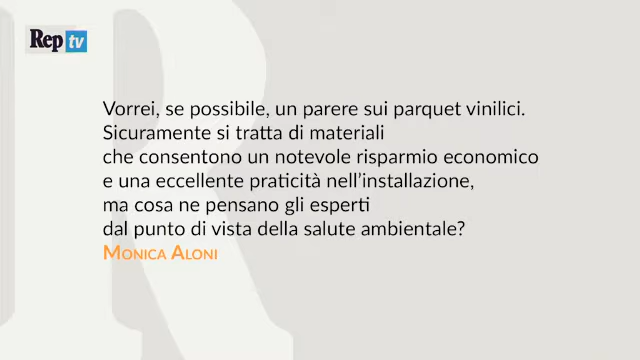 Rep tv
Vorrei, se possibile, un parere sui parquet vinilici.
Sicuramente si tratta di materiali
che consentono un notevole risparmio economico
e una eccellente praticità nell'installazione,
ma cosa ne pensano gli esperti
dal punto di vista della salute ambientale?
Monica Aloni